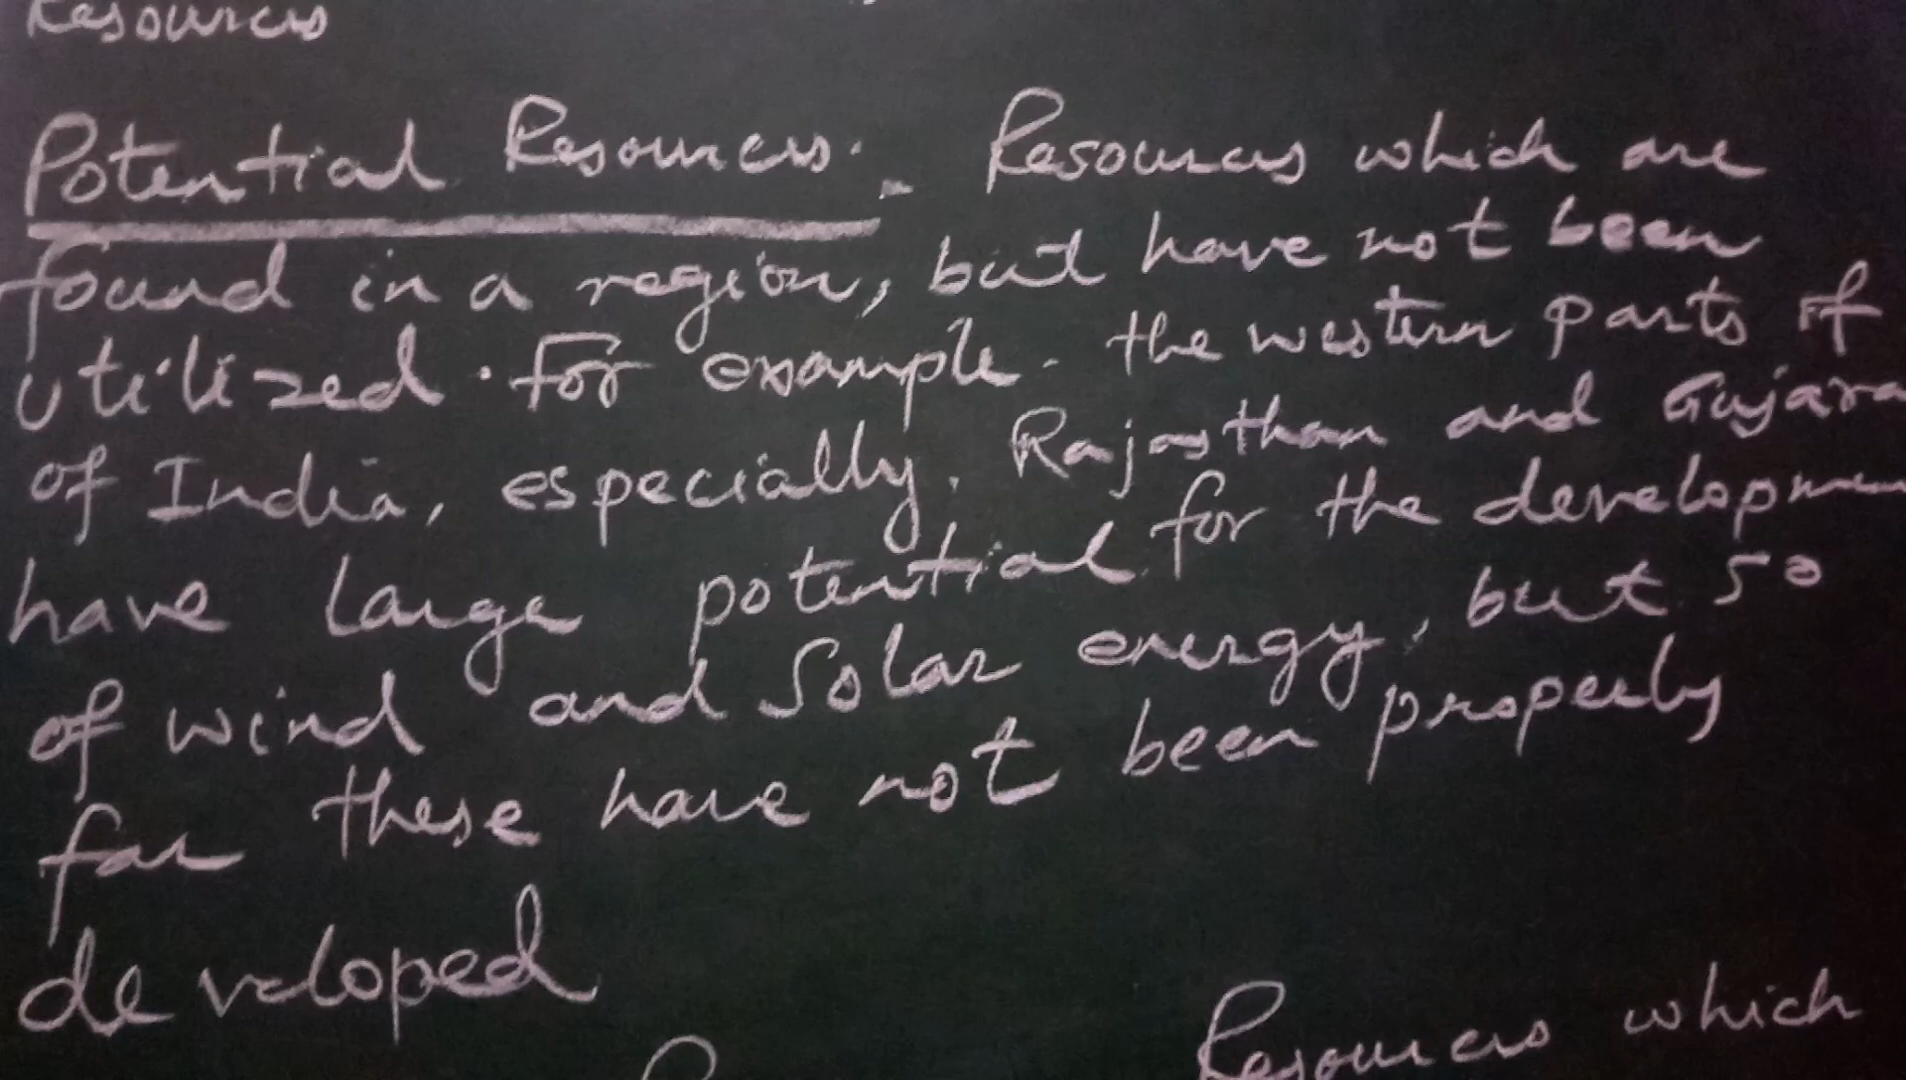 Resources
Potential Resources. - Resources which are
found in a region, but have not been
utilized. For example - the western parts of
of India, especially, Rajasthan and Gujara
have large potential for the developmen
of wind and Solar energy, but so
far these have not been properly
developed
Resources which